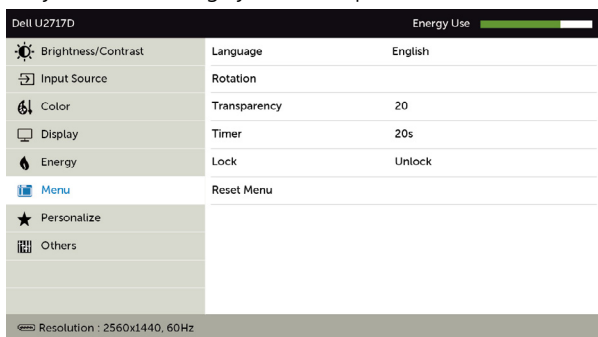 Dell U2717D Energy Use
Brightness/Contrast Language English
Input Source Rotation
Color Transparency 20
Display Timer 20s
Energy Lock Unlock
Menu Reset Menu
Personalize
Others
Resolution : 2560x1440, 60Hz